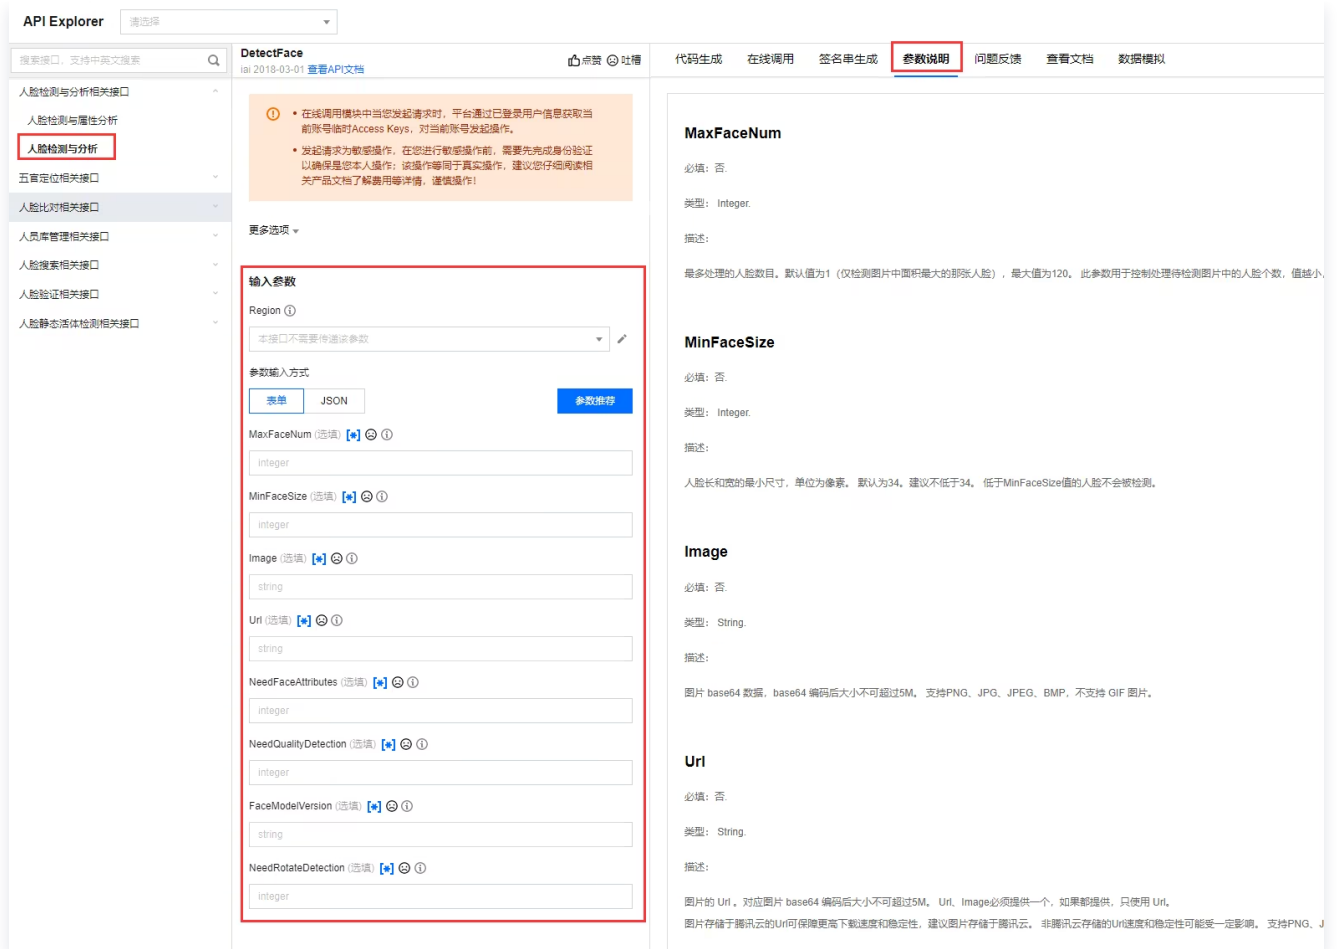 API Explorer
请选择
搜索接口，支持中英文搜索
人脸检测与分析相关接口
人脸检测与属性分析
人脸检测与分析
五官定位相关接口
人脸比对相关接口
人员库管理相关接口
人脸搜索相关接口
人脸验证相关接口
人脸静态活体检测相关接口
DetectFace
iai 2018-03-01 查看API文档
点赞 吐槽
• 在线调用模块中当您发起请求时，平台通过已登录用户信息获取当
前账号临时Access Keys，对当前账号发起操作。
• 发起请求为敏感操作，在您进行敏感操作前，需要先完成身份验证
以确保是您本人操作；该操作等同于真实操作，建议您仔细阅读相
关产品文档了解费用等详情，谨慎操作！
更多选项
输入参数
Region
本接口不需要传递该参数
参数输入方式
表单 JSON 参数推荐
MaxFaceNum (选填) [*]
integer
MinFaceSize (选填) [*]
integer
Image (选填) [*]
string
Url (选填) [*]
string
NeedFaceAttributes (选填) [*]
integer
NeedQualityDetection (选填) [*]
integer
FaceModelVersion (选填) [*]
string
NeedRotateDetection (选填) [*]
integer
代码生成 在线调用 签名串生成 参数说明 问题反馈 查看文档 数据模拟
MaxFaceNum
必填：否.
类型： Integer.
描述：
最多处理的人脸数目。默认值为1（仅检测图片中面积最大的那张人脸），最大值为120。 此参数用于控制处理待检测图片中的人脸个数，值越小，
MinFaceSize
必填：否.
类型： Integer.
描述：
人脸长和宽的最小尺寸，单位为像素。 默认为34。建议不低于34。 低于MinFaceSize值的人脸不会被检测。
Image
必填：否.
类型： String.
描述：
图片 base64 数据，base64 编码后大小不可超过5M。 支持PNG、JPG、JPEG、BMP，不支持 GIF 图片。
Url
必填：否.
类型： String.
描述：
图片的 Url 。对应图片 base64 编码后大小不可超过5M。 Url、Image必须提供一个，如果都提供，只使用 Url。
图片存储于腾讯云的Url可保障更高下载速度和稳定性，建议图片存储于腾讯云。 非腾讯云存储的Url速度和稳定性可能受一定影响。 支持PNG、J